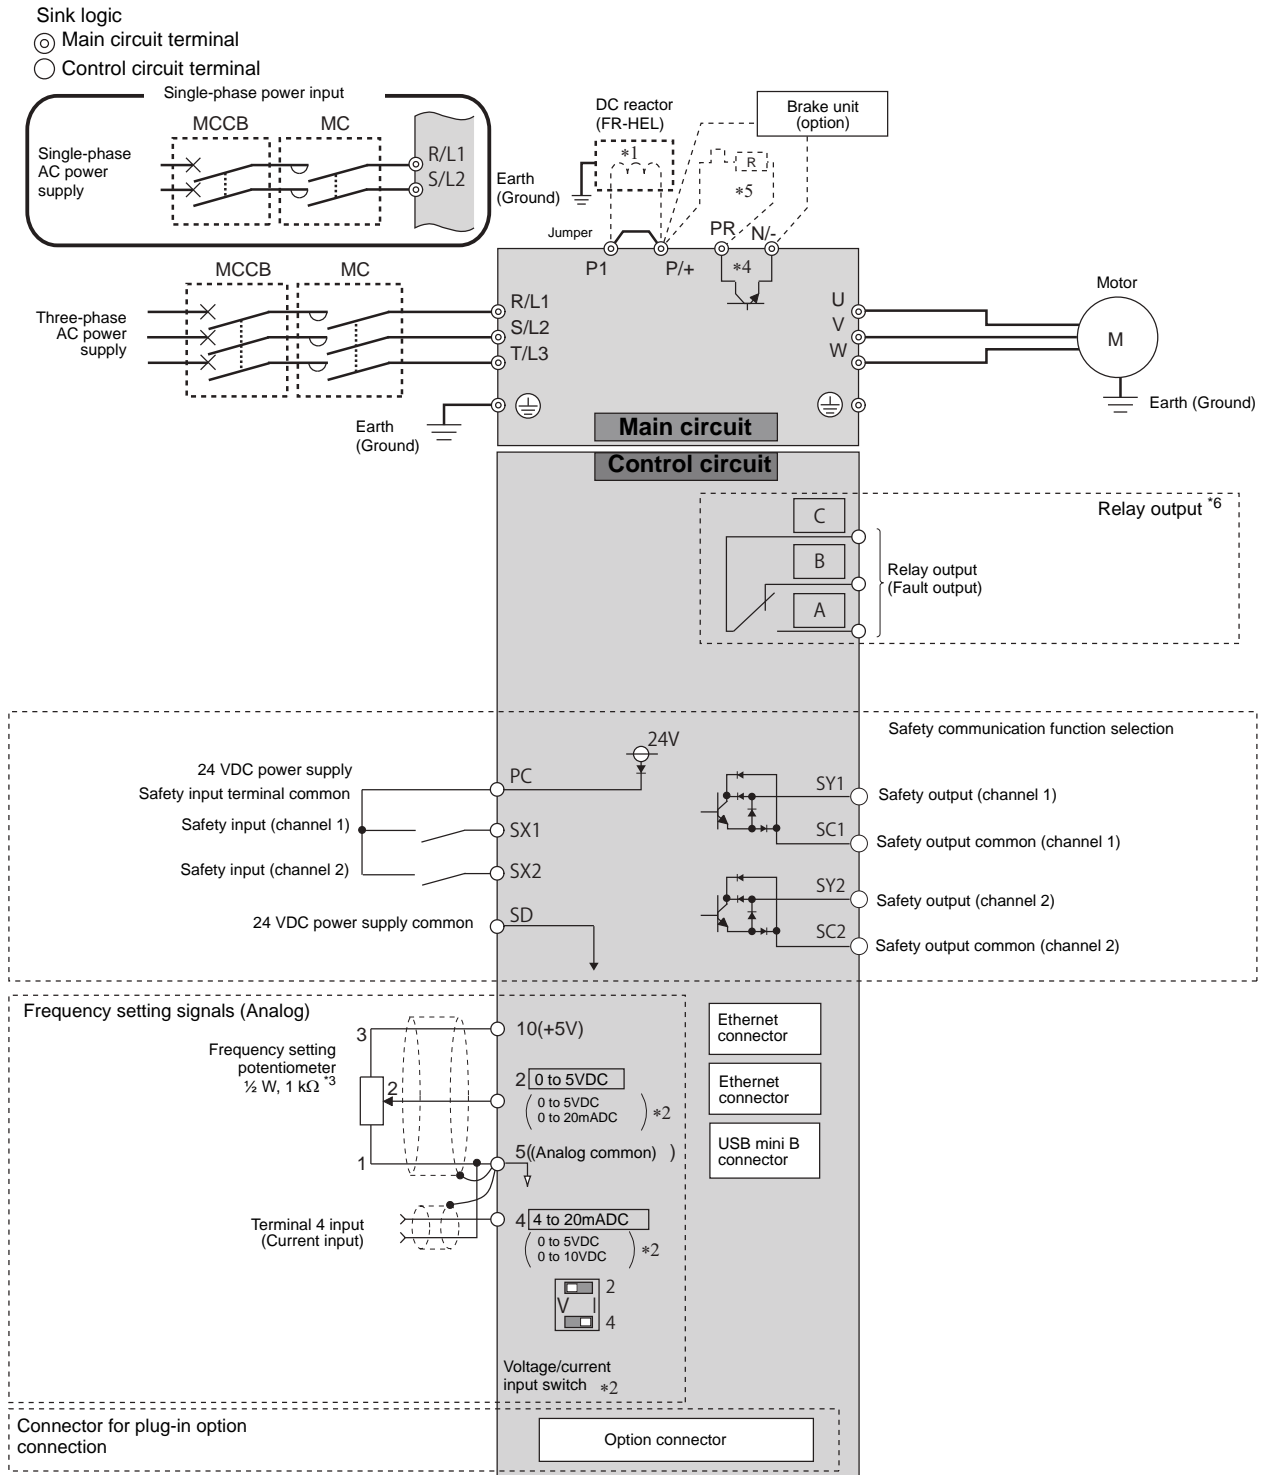 Sink logic
Main circuit terminal
Control circuit terminal
Single-phase power input
MCCB
MC
Single-phase
AC power
supply
R/L1
S/L2
Earth
(Ground)
DC reactor
(FR-HEL)
*1
Brake unit
(option)
R
*5
Jumper
P1
P/+
PR
N/-
*4
MCCB
MC
Three-phase
AC power
supply
R/L1
S/L2
T/L3
Earth
(Ground)
U
V
W
Motor
M
Earth (Ground)
Main circuit
Control circuit
Relay output *6
C
B
A
Relay output
(Fault output)
Safety communication function selection
24V
24 VDC power supply
Safety input terminal common
PC
Safety input (channel 1)
SX1
Safety input (channel 2)
SX2
24 VDC power supply common
SD
SY1
Safety output (channel 1)
SC1
Safety output common (channel 1)
SY2
Safety output (channel 2)
SC2
Safety output common (channel 2)
Frequency setting signals (Analog)
Frequency setting
potentiometer
½ W, 1 kΩ *3
3
2
1
10(+5V)
2 0 to 5VDC
( 0 to 5VDC
0 to 20mADC ) *2
5((Analog common) )
Terminal 4 input
(Current input)
4 4 to 20mADC
( 0 to 5VDC
0 to 10VDC ) *2
2
V I
4
Voltage/current
input switch *2
Ethernet
connector
Ethernet
connector
USB mini B
connector
Connector for plug-in option
connection
Option connector